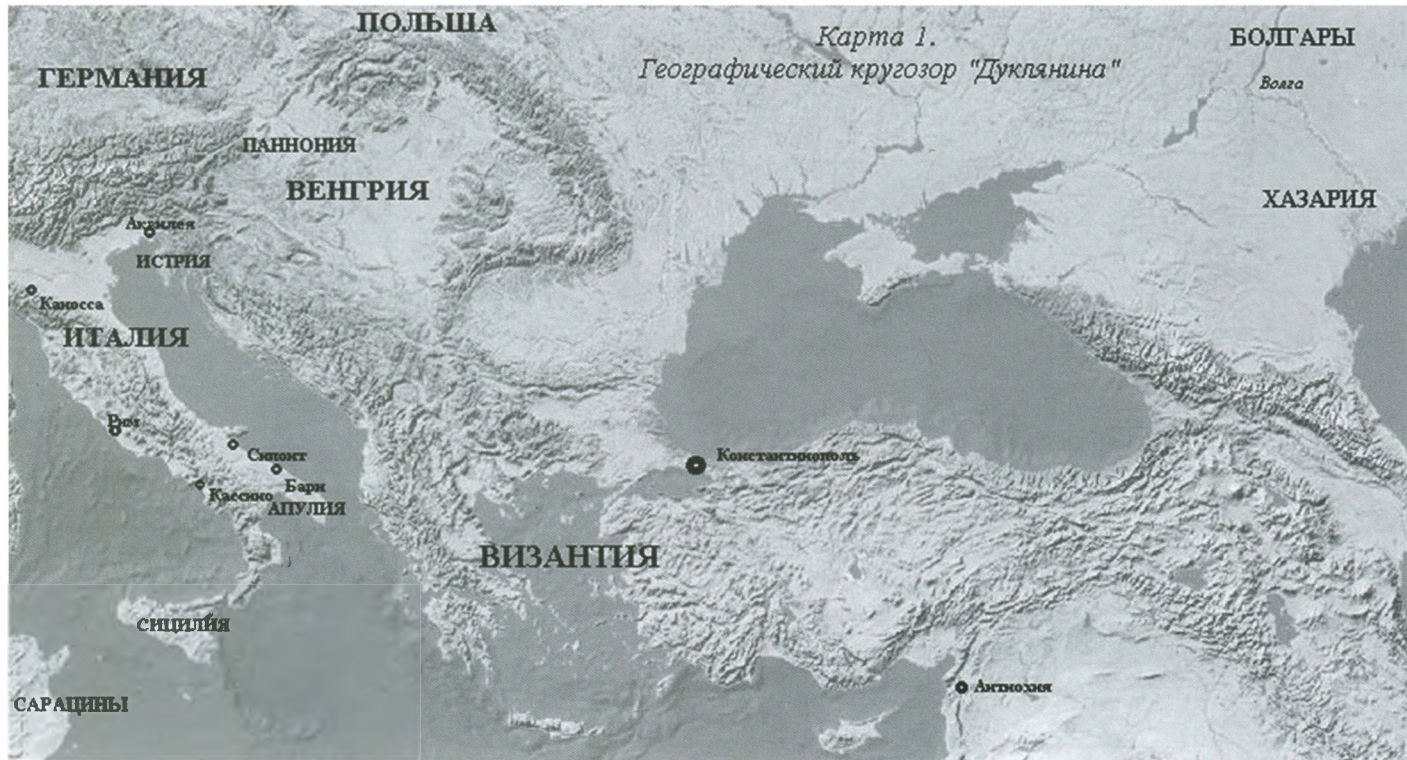 ПОЛЬША
Карта 1.
Географический кругозор "Дуклянина"
БОЛГАРЫ
ГЕРМАНИЯ
Волга
ПАННОНИЯ
ВЕНГРИЯ
ХАЗАРИЯ
Аквилея
ИСТРИЯ
Каносса
ИТАЛИЯ
Рим
Сипонт
Константинополь
Бари
Кассино
АПУЛИЯ
ВИЗАНТИЯ
СИЦИЛИЯ
Антиохия
САРАЦИНЫ